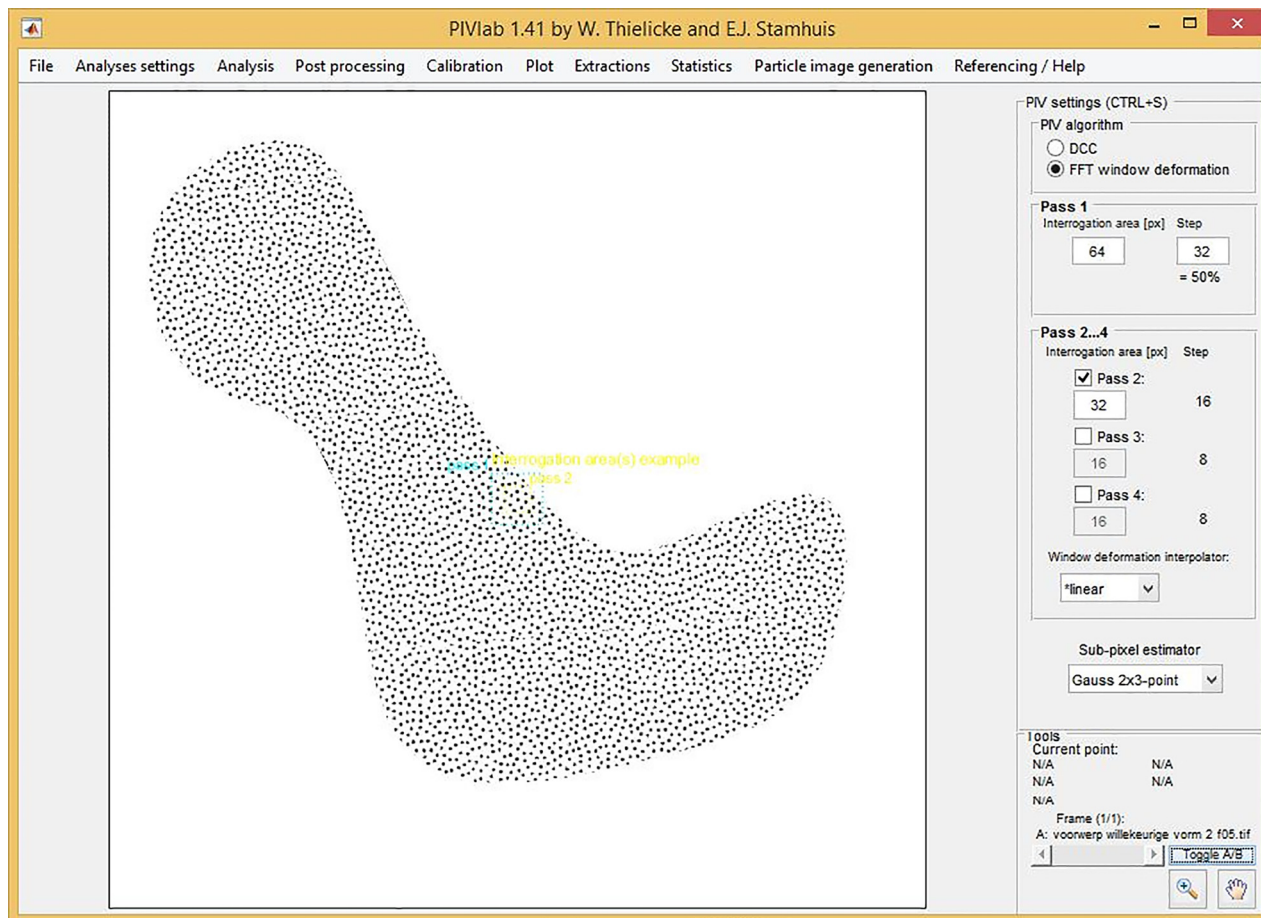 PIVlab 1.41 by W. Thielicke and E.J. Stamhuis
File Analyses settings Analysis Post processing Calibration Plot Extractions Statistics Particle image generation Referencing / Help
PIV settings (CTRL+S)
PIV algorithm
DCC
FFT window deformation
Pass 1
Interrogation area [px] Step
64 32
= 50%
Pass 2...4
Interrogation area [px] Step
Pass 2:
32 16
Pass 3:
16 8
Pass 4:
16 8
Window deformation interpolator:
*linear
Sub-pixel estimator
Gauss 2x3-point
pass 1 Interrogation area(s) example
pass 2
Tools
Current point:
N/A N/A
N/A N/A
N/A
Frame (1/1):
A: voorwerp willekeurige vorm 2 f05.tif
Toggle A/B